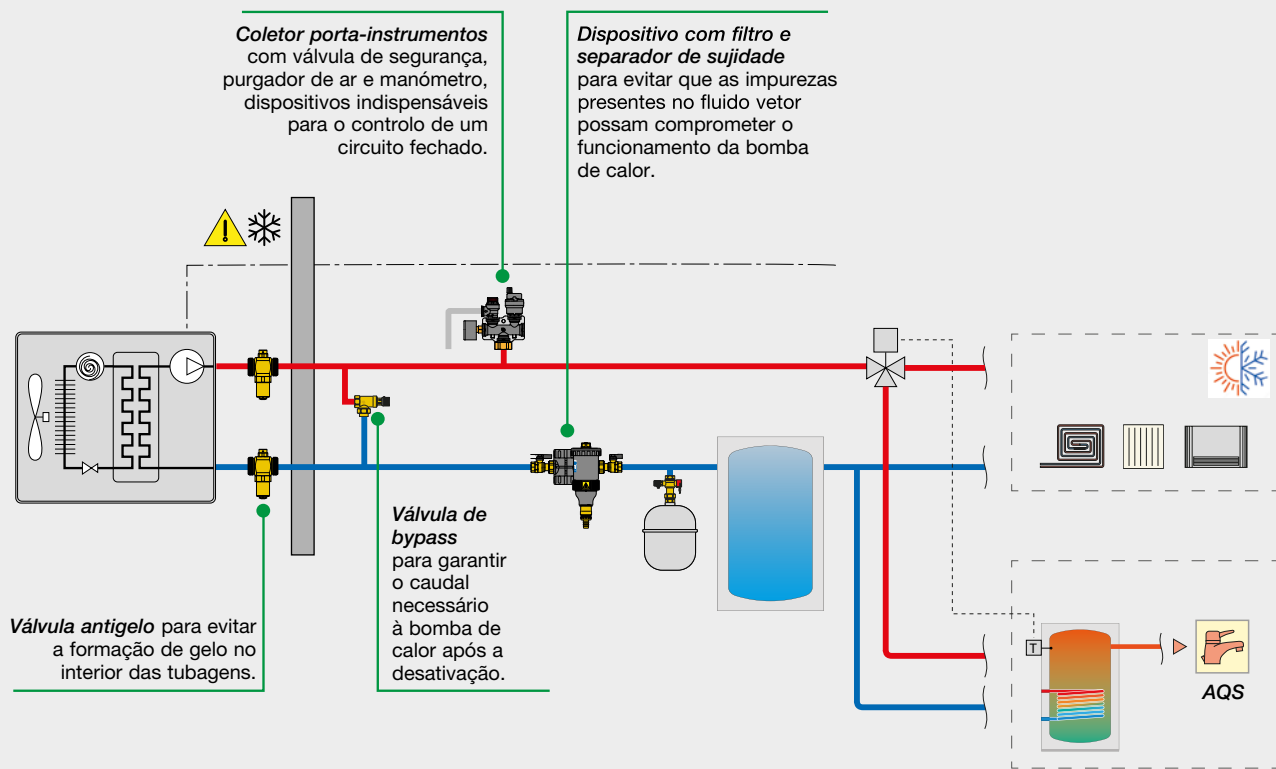 Coletor porta-instrumentos
com válvula de segurança,
purgador de ar e manómetro,
dispositivos indispensáveis
para o controlo de um
circuito fechado.
Dispositivo com filtro e
separador de sujidade
para evitar que as impurezas
presentes no fluido vetor
possam comprometer o
funcionamento da bomba
de calor.
Válvula de
bypass
para garantir
o caudal
necessário
à bomba de
calor após a
desativação.
Válvula antigelo para evitar
a formação de gelo no
interior das tubagens.
T
AQS